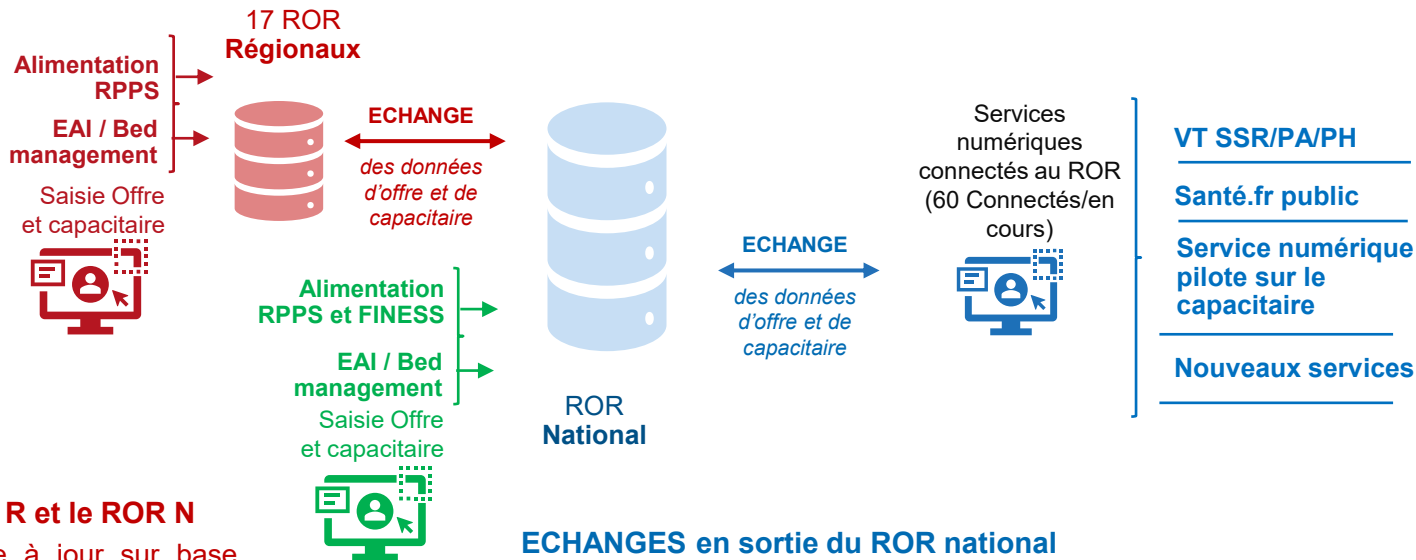 17 ROR
Régionaux
Alimentation
RPPS
EAI / Bed
management
Saisie Offre
et capacitaire
ECHANGE
des données
d'offre et de
capacitaire
Alimentation
RPPS et FINESS
EAI / Bed
management
Saisie Offre
et capacitaire
ROR
National
ECHANGE
des données
d'offre et de
capacitaire
Services
numériques
connectés au ROR
(60 Connectés/en
cours)
VT SSR/PA/PH
Santé.fr public
Service numérique
pilote sur le
capacitaire
Nouveaux services
R et le ROR N
à jour sur base
ECHANGES en sortie du ROR national